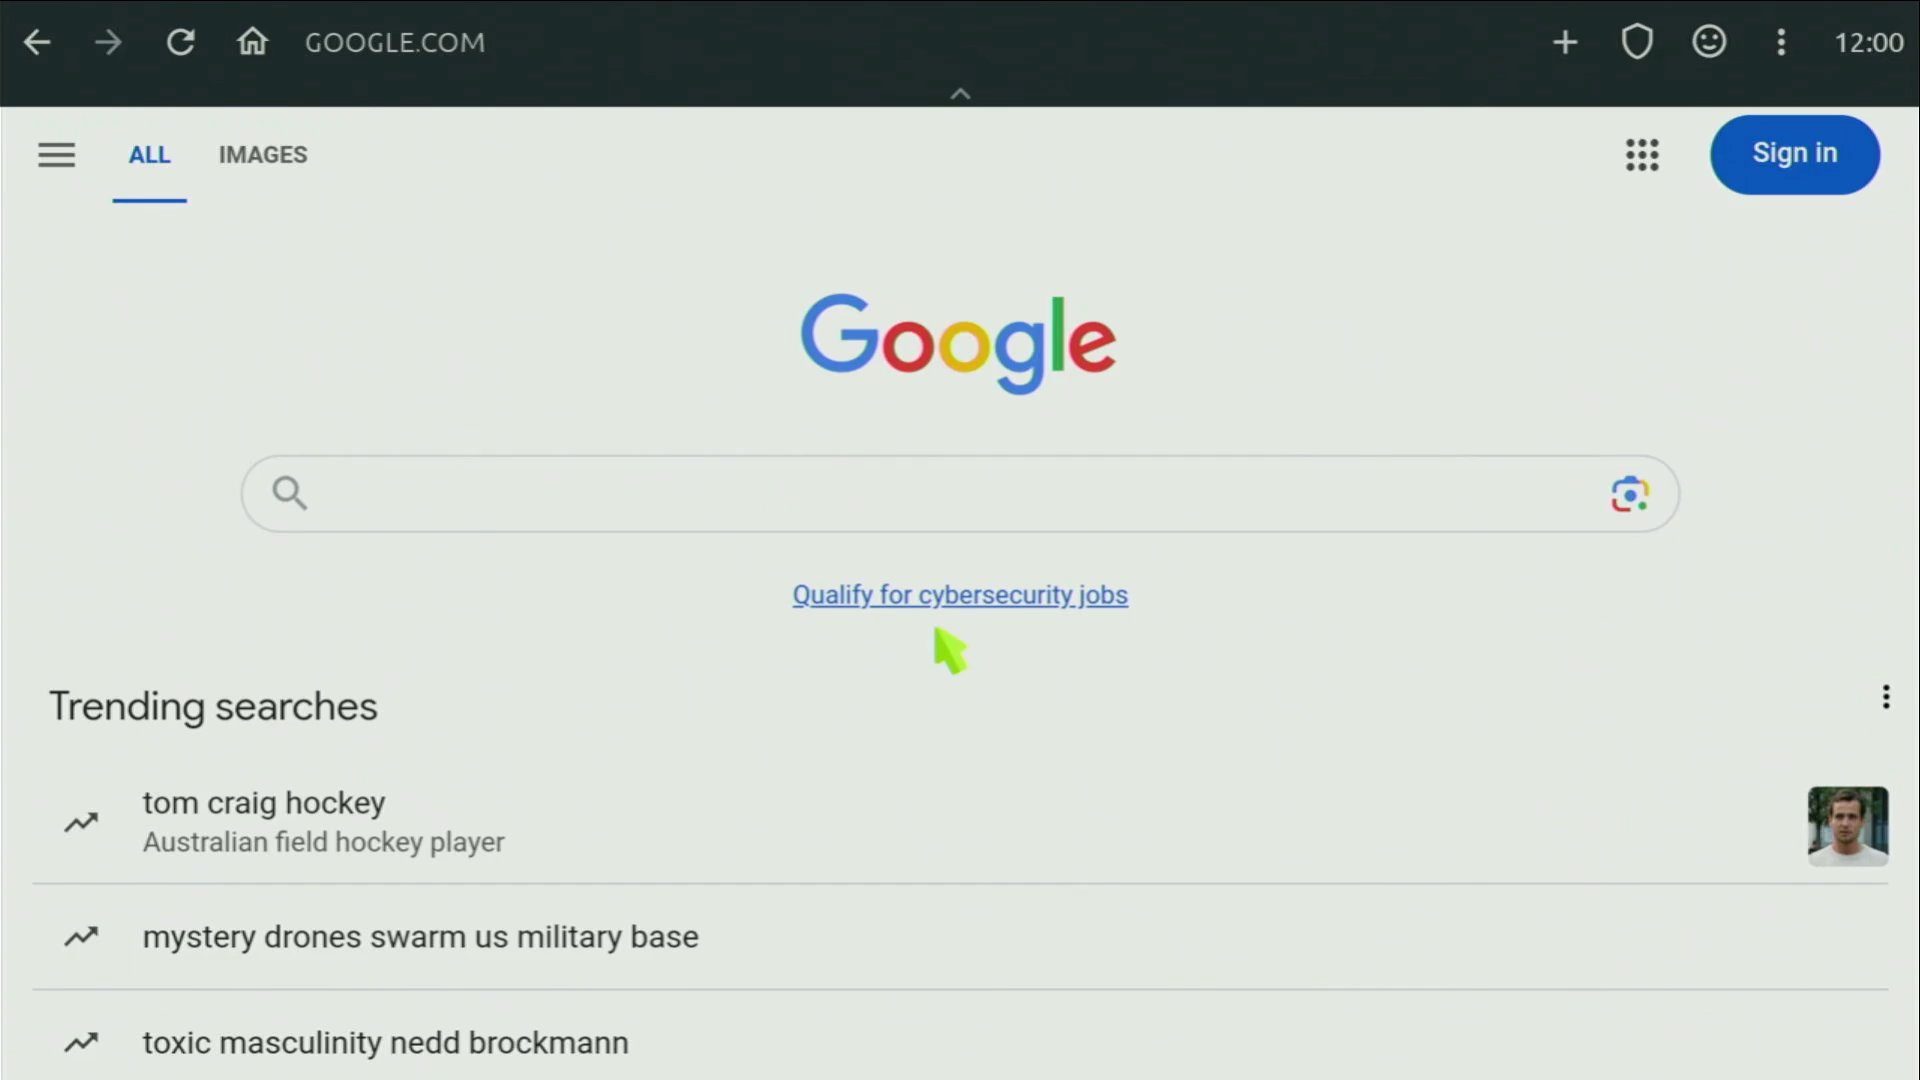 GOOGLE.COM
12:00
ALL
IMAGES
Sign in
Google
Qualify for cybersecurity jobs
Trending searches
tom craig hockey
Australian field hockey player
mystery drones swarm us military base
toxic masculinity nedd brockmann